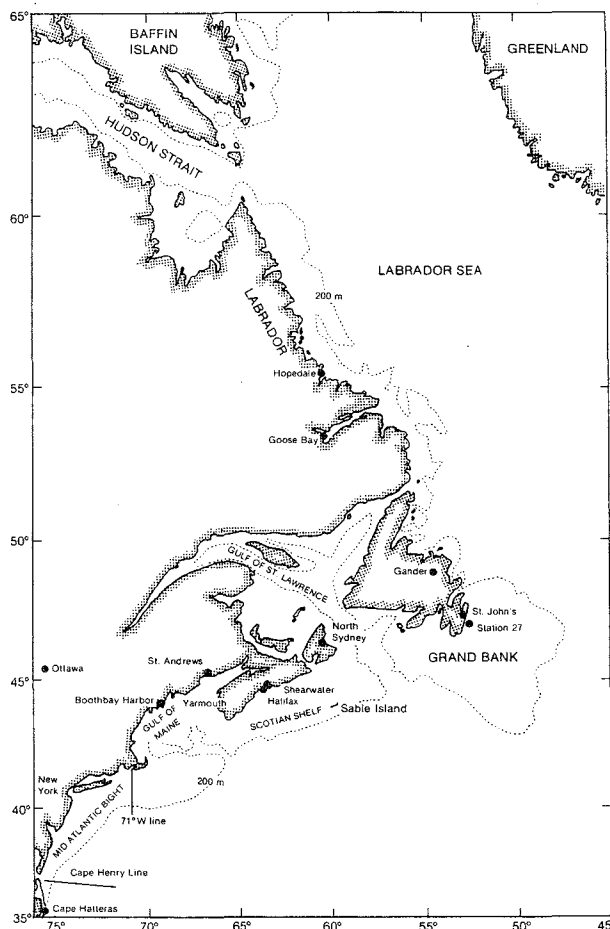 65°
BAFFIN
ISLAND
GREENLAND
HUDSON STRAIT
60°
LABRADOR SEA
200 m
LABRADOR
55°
Hopedale
Goose Bay
50°
GULF OF ST. LAWRENCE
Gander
St. John's
Station 27
North
Sydney
GRAND BANK
Ottawa
St. Andrews
45°
Shearwater
Boothbay Harbor
Yarmouth
Halifax
GULF OF
MAINE
SCOTIAN SHELF
Sable Island
New
York
200 m
40°
71°W line
MID ATLANTIC BIGHT
Cape Henry Line
35°
Cape Hatteras
75°
70°
65°
60°
55°
50°
45